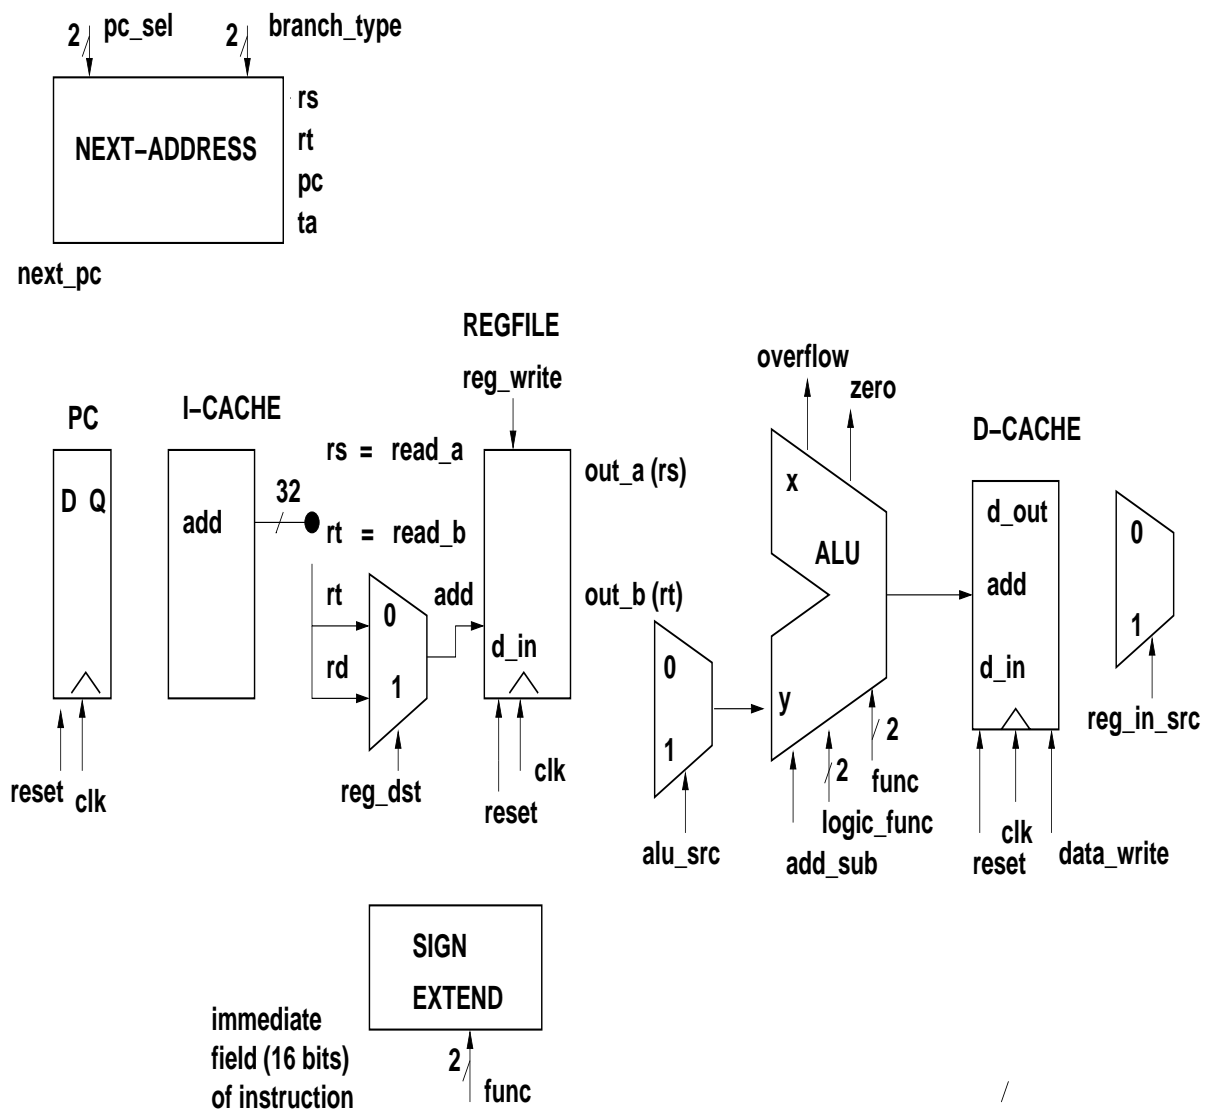 2 pc_sel 2 branch_type
rs
NEXT–ADDRESS rt
pc
ta
next_pc
REGFILE
reg_write
overflow
zero
PC I–CACHE
D–CACHE
rs = read_a
out_a (rs)
D Q
add
32
x
d_out
0
rt = read_b
ALU
add
rt
0
add
out_b (rt)
1
d_in
rd
1
d_in
0
y
1
reg_in_src
2
2
reset clk
reg_dst
reset
clk
func
logic_func
alu_src
add_sub
clk
reset
data_write
SIGN
EXTEND
immediate
field (16 bits)
of instruction
2
func